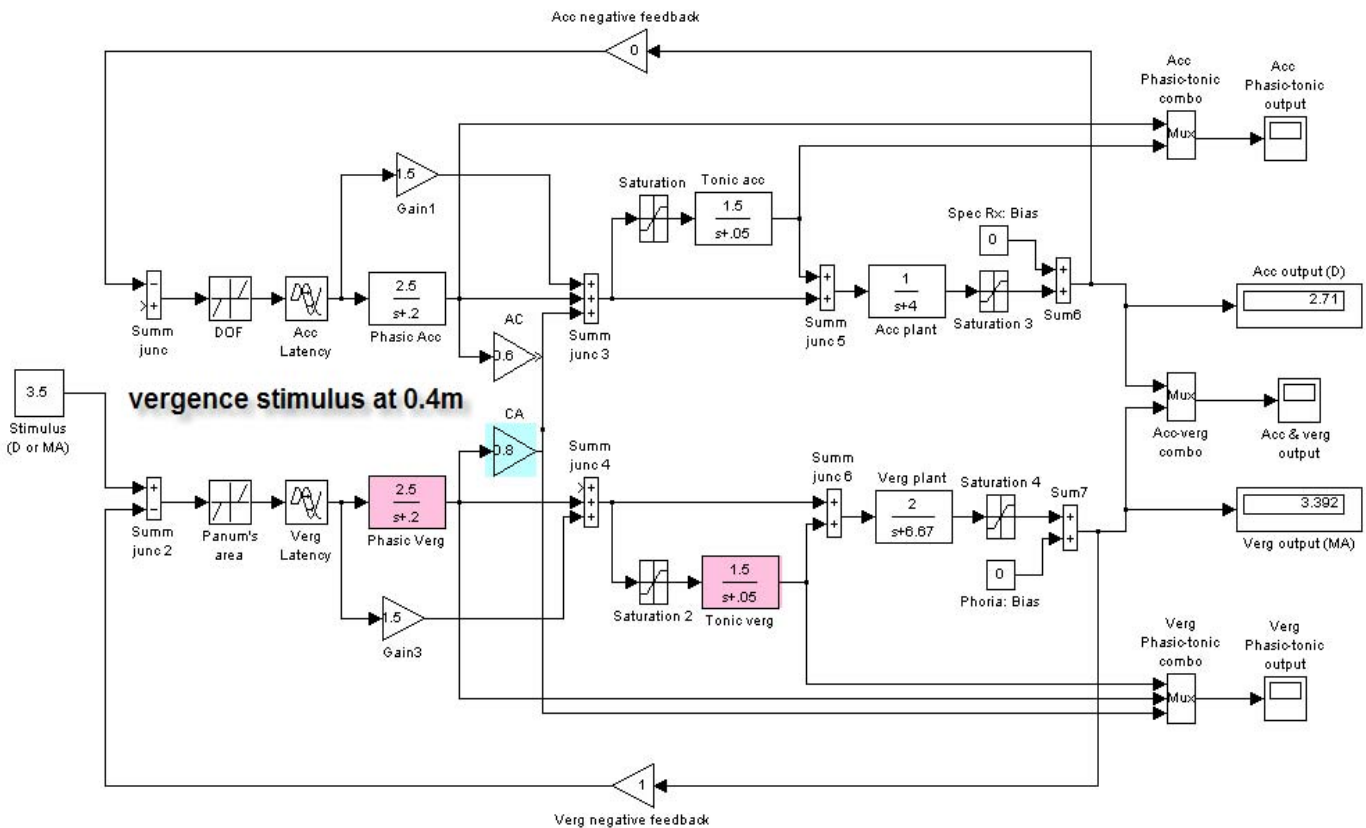 Acc negative feedback
0
Acc
Phasic-tonic
combo
Acc
Phasic-tonic
output
Mux
1.5
Gain1
Saturation
Tonic acc
1.5
s+.05
Spec Rx: Bias
0
Summ
junc
DOF
Acc
Latency
2.5
s+.2
Phasic Acc
Summ
junc 3
AC
0.6
Summ
junc 5
1
s+4
Acc plant
Saturation 3
Sum6
Acc output (D)
2.71
3.5
Stimulus
(D or MA)
vergence stimulus at 0.4m
CA
0.8
Mux
Acc-verg
combo
Acc & verg
output
Summ
junc 4
Summ
junc 6
Verg plant
2
s+6.67
Saturation 4
Sum7
3.392
Verg output (MA)
Summ
junc 2
Panum's
area
Verg
Latency
2.5
s+.2
Phasic Verg
1.5
Gain3
Saturation 2
1.5
s+.05
Tonic verg
0
Phoria: Bias
Verg
Phasic-tonic
combo
Verg
Phasic-tonic
output
Mux
1
Verg negative feedback